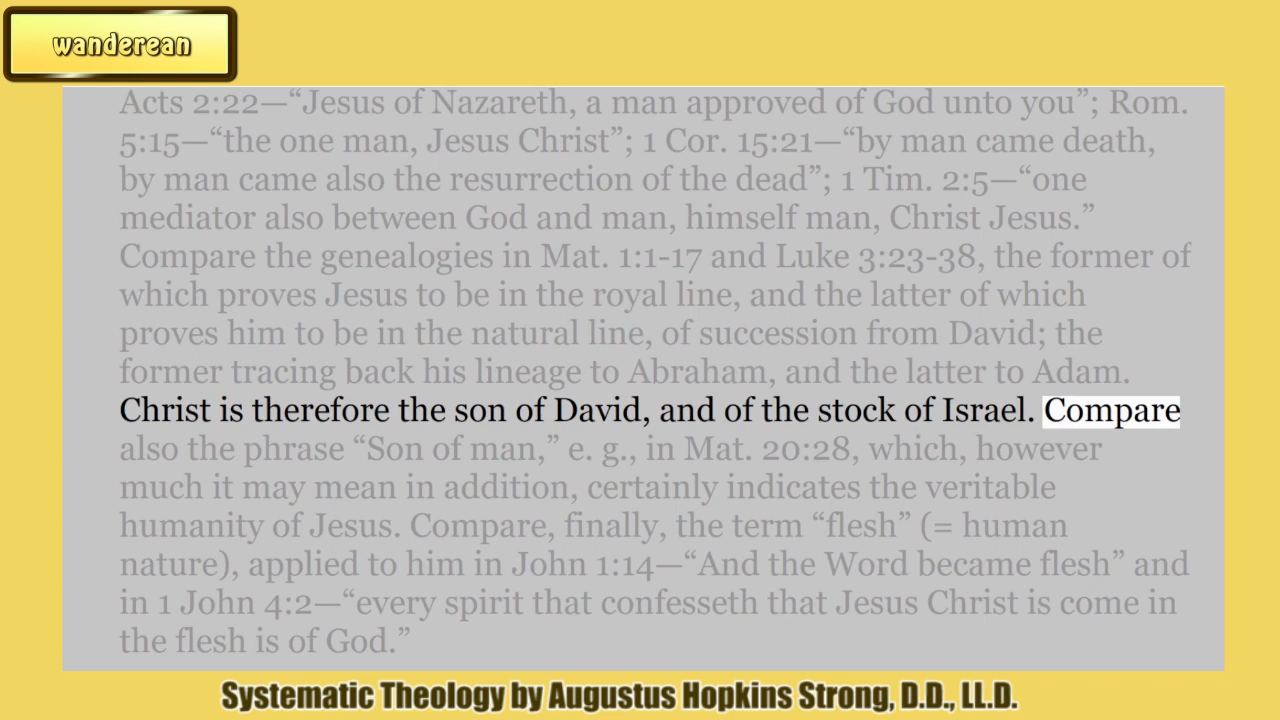 wanderean
Acts 2:22—“Jesus of Nazareth, a man approved of God unto you”; Rom.
5:15—“the one man, Jesus Christ”; 1 Cor. 15:21—“by man came death,
by man came also the resurrection of the dead”; 1 Tim. 2:5—“one
mediator also between God and man, himself man, Christ Jesus.”
Compare the genealogies in Mat. 1:1-17 and Luke 3:23-38, the former of
which proves Jesus to be in the royal line, and the latter of which
proves him to be in the natural line, of succession from David; the
former tracing back his lineage to Abraham, and the latter to Adam.
Christ is therefore the son of David, and of the stock of Israel. Compare
also the phrase “Son of man,” e. g., in Mat. 20:28, which, however
much it may mean in addition, certainly indicates the veritable
humanity of Jesus. Compare, finally, the term “flesh” (= human
nature), applied to him in John 1:14—“And the Word became flesh” and
in 1 John 4:2—“every spirit that confesseth that Jesus Christ is come in
the flesh is of God.”
Systematic Theology by Augustus Hopkins Strong, D.D., LL.D.